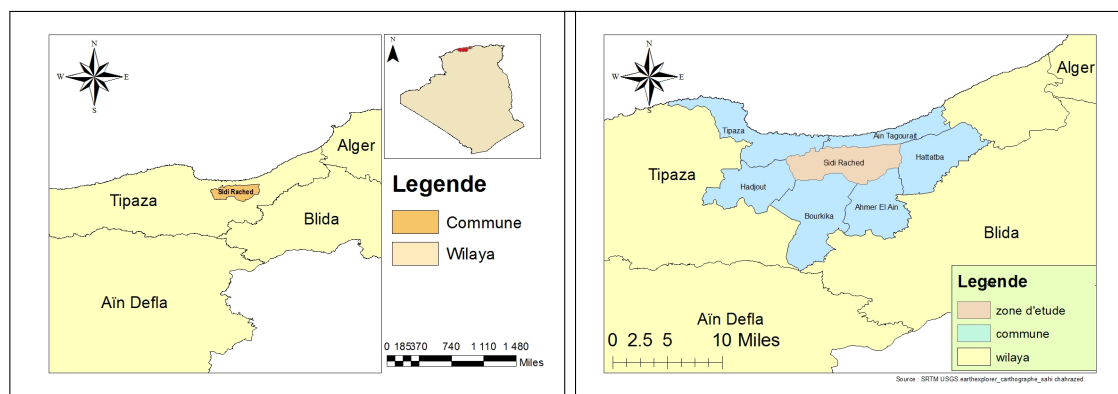 N
W
E
S
Alger
Tipaza
Sidi Rached
Blida
Aïn Defla
N
Legende
Commune
Wilaya
0 185370 740 1 110 1 480
Miles
N
W
E
S
Alger
Tipaza
Ain Tagourait
Sidi Rached
Hattatba
Tipaza
Hadjout
Ahmer El Ain
Bourkika
Blida
Aïn Defla
0 2.5 5 10 Miles
Legende
zone d'etude
commune
wilaya
Source : SRTM USGS.earthexplorer_carthographe_sahi chahrazed